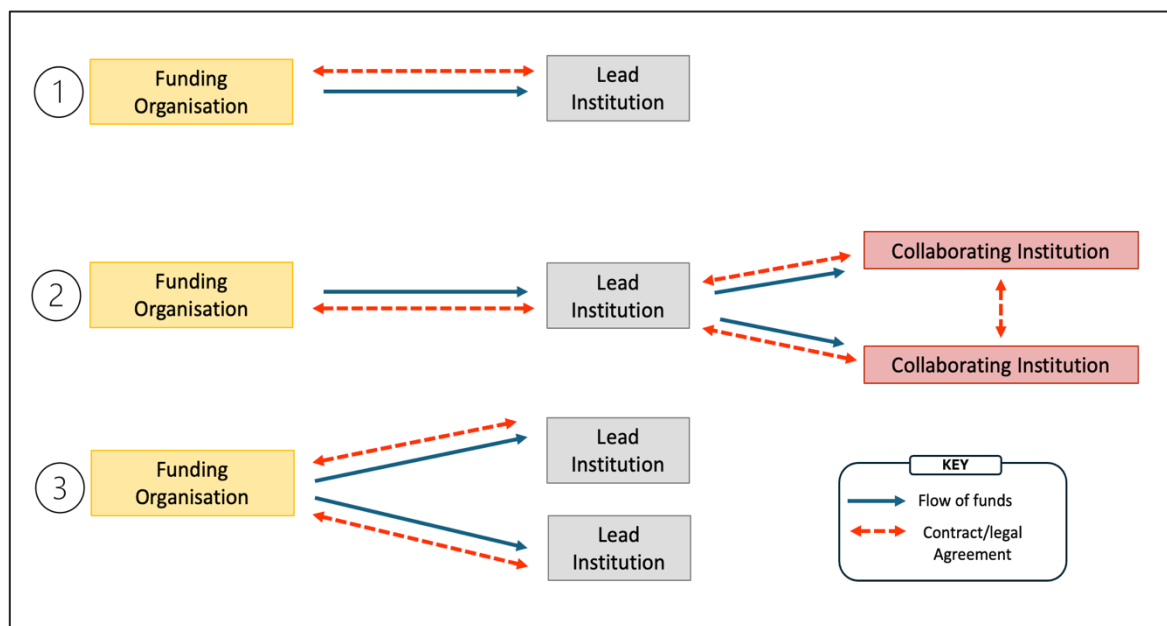 1
Funding
Organisation
Lead
Institution
2
Funding
Organisation
Lead
Institution
Collaborating Institution
Collaborating Institution
3
Funding
Organisation
Lead
Institution
Lead
Institution
KEY
Flow of funds
Contract/legal
Agreement